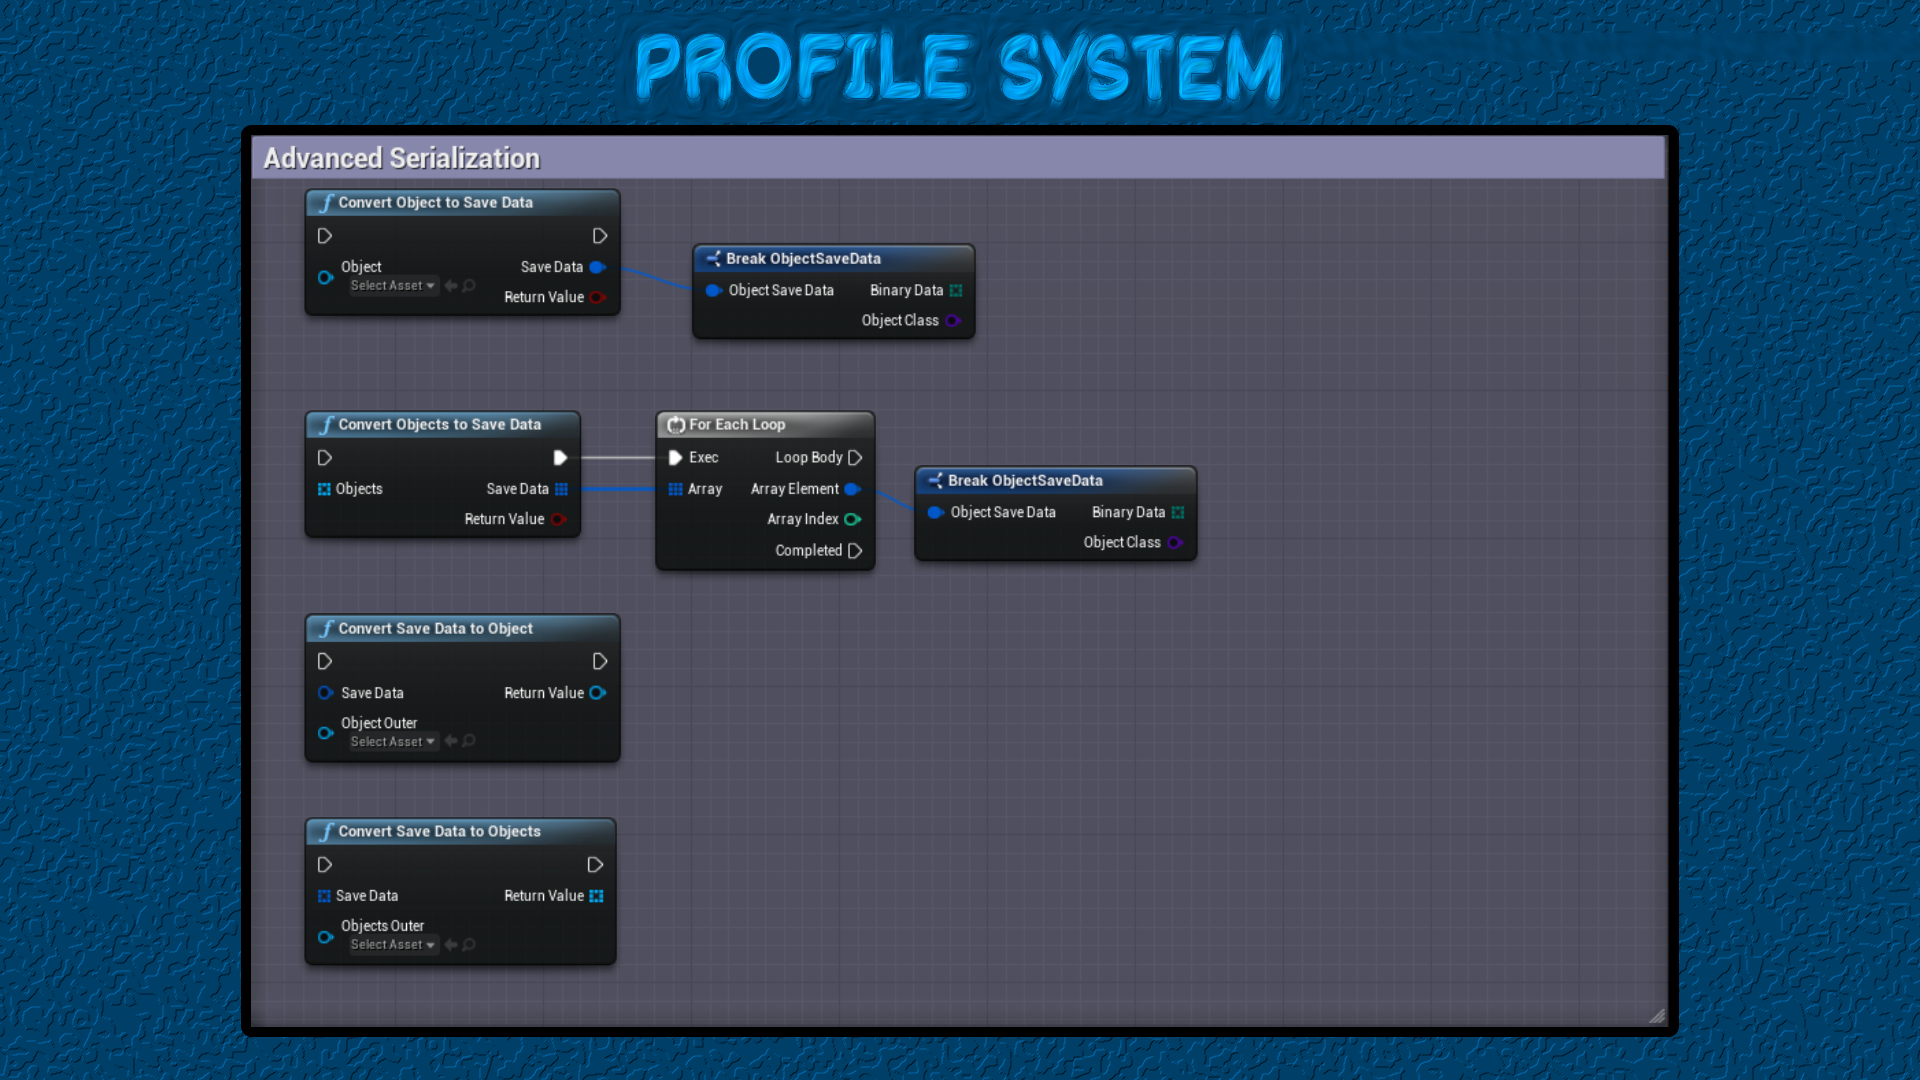 PROFILE SYSTEM
Advanced Serialization
Convert Object to Save Data
Object
Select Asset
Save Data
Return Value
Break ObjectSaveData
Object Save Data
Binary Data
Object Class
Convert Objects to Save Data
Objects
Save Data
Return Value
For Each Loop
Exec
Loop Body
Array
Array Element
Array Index
Completed
Break ObjectSaveData
Object Save Data
Binary Data
Object Class
Convert Save Data to Object
Save Data
Return Value
Object Outer
Select Asset
Convert Save Data to Objects
Save Data
Return Value
Objects Outer
Select Asset